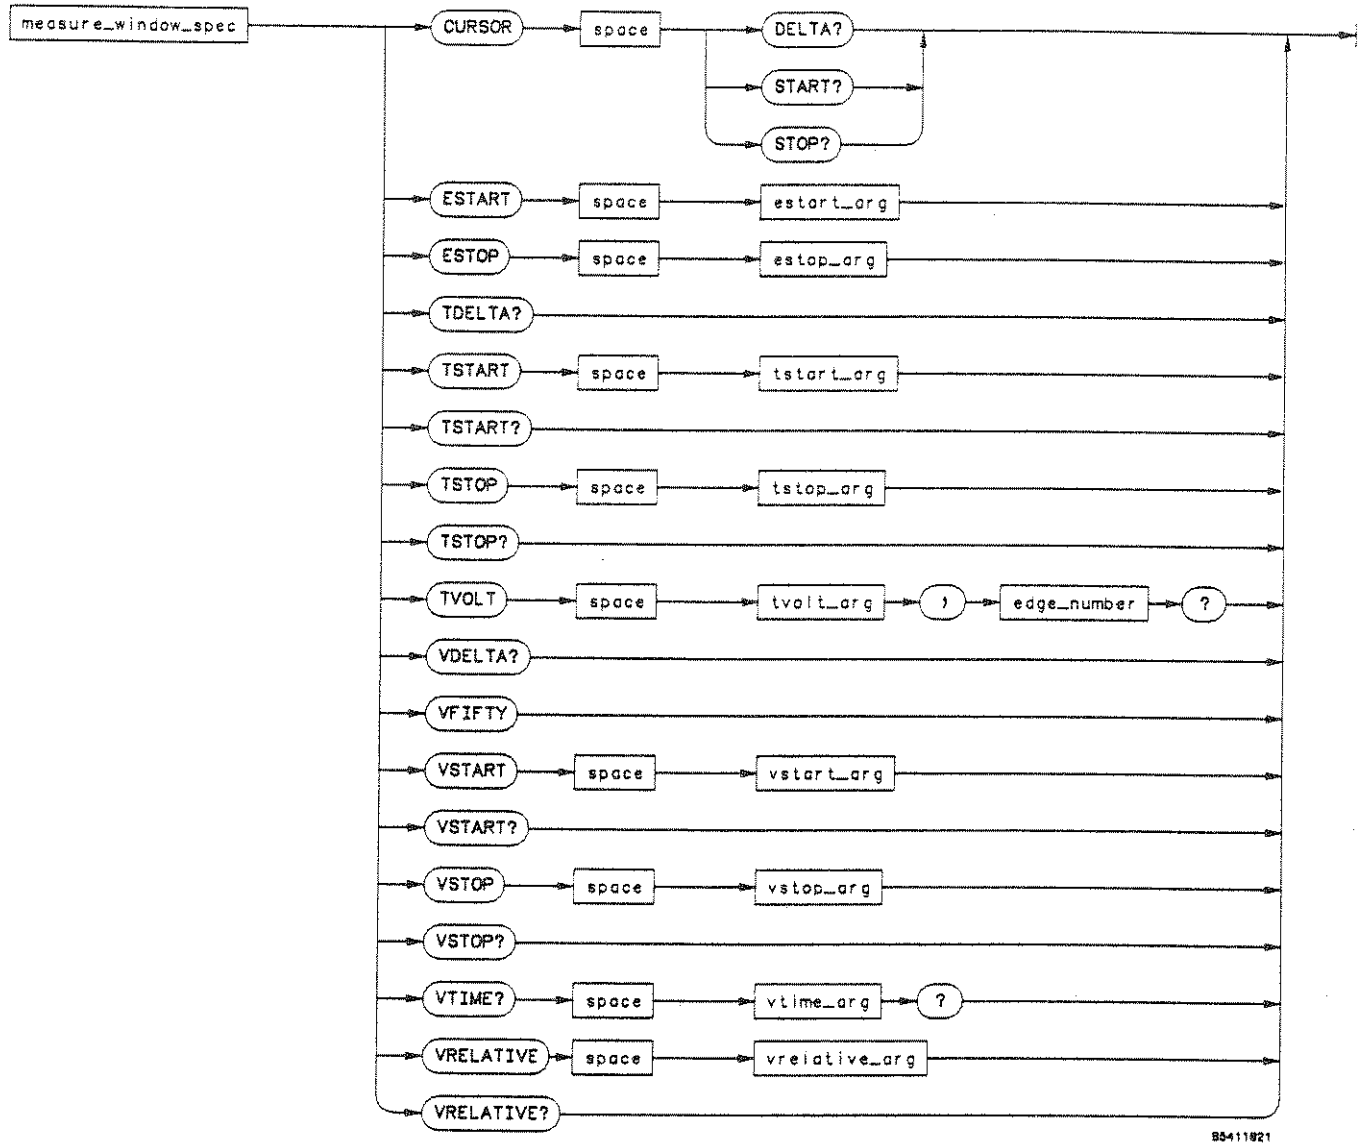 measure_window_spec CURSOR space DELTA?
START?
STOP?
ESTART space estart_arg
ESTOP space estop_arg
TDELTA?
TSTART space tstart_arg
TSTART?
TSTOP space tstop_arg
TSTOP?
TVOLT space tvolt_arg , edge_number ?
VDELTA?
VFIFTY
VSTART space vstart_arg
VSTART?
VSTOP space vstop_arg
VSTOP?
VTIME? space vtime_arg ?
VRELATIVE space vrelative_arg
VRELATIVE?
85411821